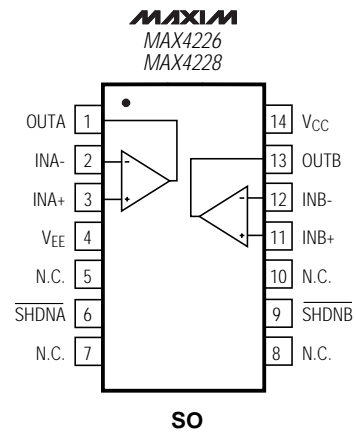 MAXIM
MAX4226
MAX4228
OUTA 1 14 VCC
INA- 2 - 13 OUTB
INA+ 3 + - 12 INB-
VEE 4 + 11 INB+
N.C. 5 10 N.C.
SHDNA 6 9 SHDNB
N.C. 7 8 N.C.
SO